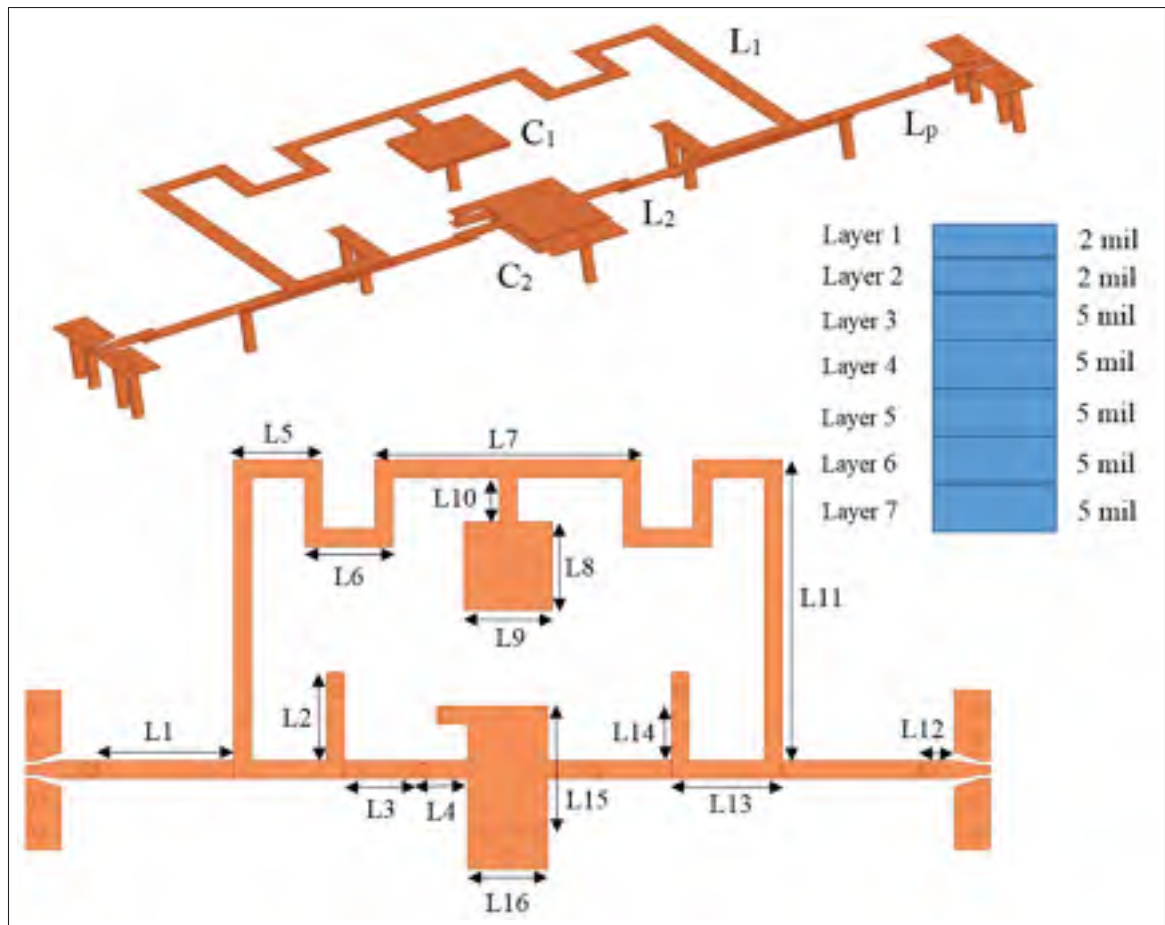 L1
Lp
C1
L2
C2
Layer 1 2 mil
Layer 2 2 mil
Layer 3 5 mil
Layer 4 5 mil
Layer 5 5 mil
Layer 6 5 mil
Layer 7 5 mil
L5
L7
L10
L6
L8
L9
L11
L2
L1
L14
L12
L3
L4
L15
L13
L16